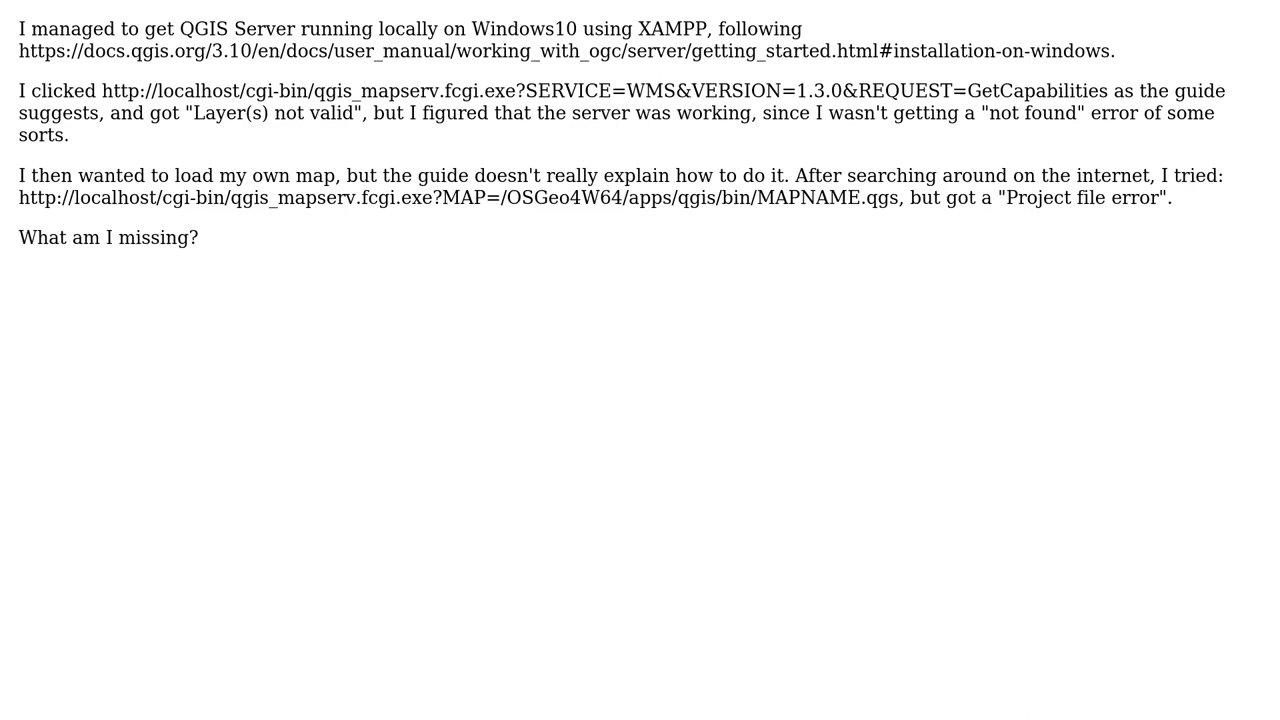 I managed to get QGIS Server running locally on Windows10 using XAMPP, following
https://docs.qgis.org/3.10/en/docs/user_manual/working_with_ogc/server/getting_started.html#installation-on-windows.
I clicked http://localhost/cgi-bin/qgis_mapserv.fcgi.exe?SERVICE=WMS&VERSION=1.3.0&REQUEST=GetCapabilities as the guide
suggests, and got "Layer(s) not valid", but I figured that the server was working, since I wasn't getting a "not found" error of some
sorts.
I then wanted to load my own map, but the guide doesn't really explain how to do it. After searching around on the internet, I tried:
http://localhost/cgi-bin/qgis_mapserv.fcgi.exe?MAP=/OSGeo4W64/apps/qgis/bin/MAPNAME.qgs, but got a "Project file error".
What am I missing?